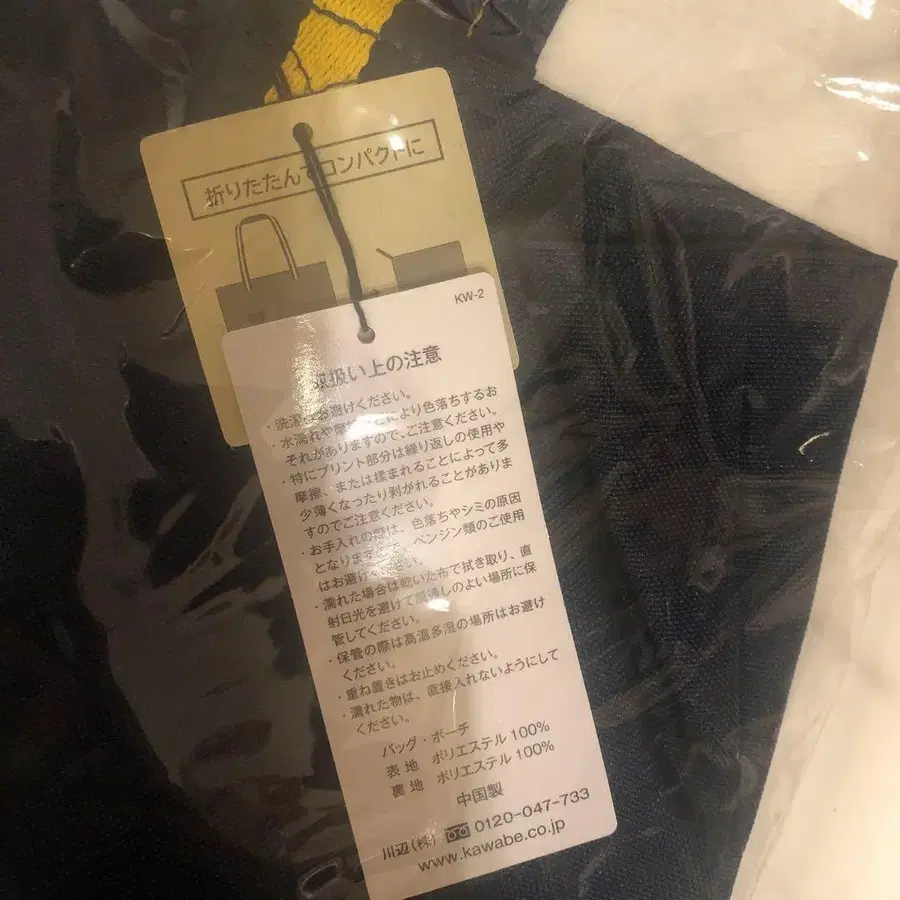 折りたたんでコンパクトに
KW-2
取扱い上の注意
・洗濯はお避けください。
・水濡れや摩擦などにより色落ちするお
それがありますので、ご注意ください。
・特にプリント部分は繰り返しの使用や
摩擦、または揉まれることによって多
少薄くなったり剥がれることがありま
すのでご注意ください。
・お手入れの際は、色落ちやシミの原因
となりますので、ベンジン類のご使用
はお避けください。
・濡れた場合は乾いた布で拭き取り、直
射日光を避けて風通しのよい場所に保
管してください。
・保管の際は高温多湿の場所はお避け
ください。
・重ね置きはお止めください。
・濡れた物は、直接入れないようにして
ください。
バッグ・ポーチ
表地 ポリエステル 100%
裏地 ポリエステル 100%
中国製
川辺(株) 0120-047-733
www.kawabe.co.jp